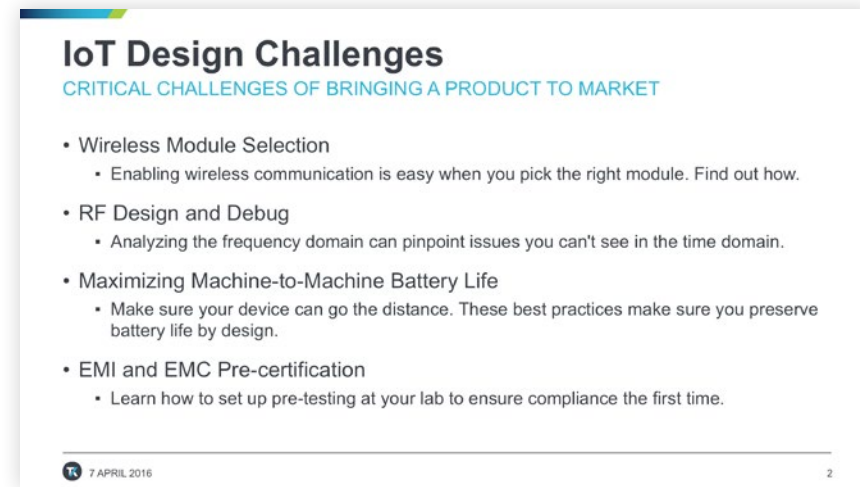 IoT Design Challenges
CRITICAL CHALLENGES OF BRINGING A PRODUCT TO MARKET
• Wireless Module Selection
▪ Enabling wireless communication is easy when you pick the right module. Find out how.
• RF Design and Debug
▪ Analyzing the frequency domain can pinpoint issues you can't see in the time domain.
• Maximizing Machine-to-Machine Battery Life
▪ Make sure your device can go the distance. These best practices make sure you preserve
battery life by design.
• EMI and EMC Pre-certification
▪ Learn how to set up pre-testing at your lab to ensure compliance the first time.
7 APRIL 2016
2